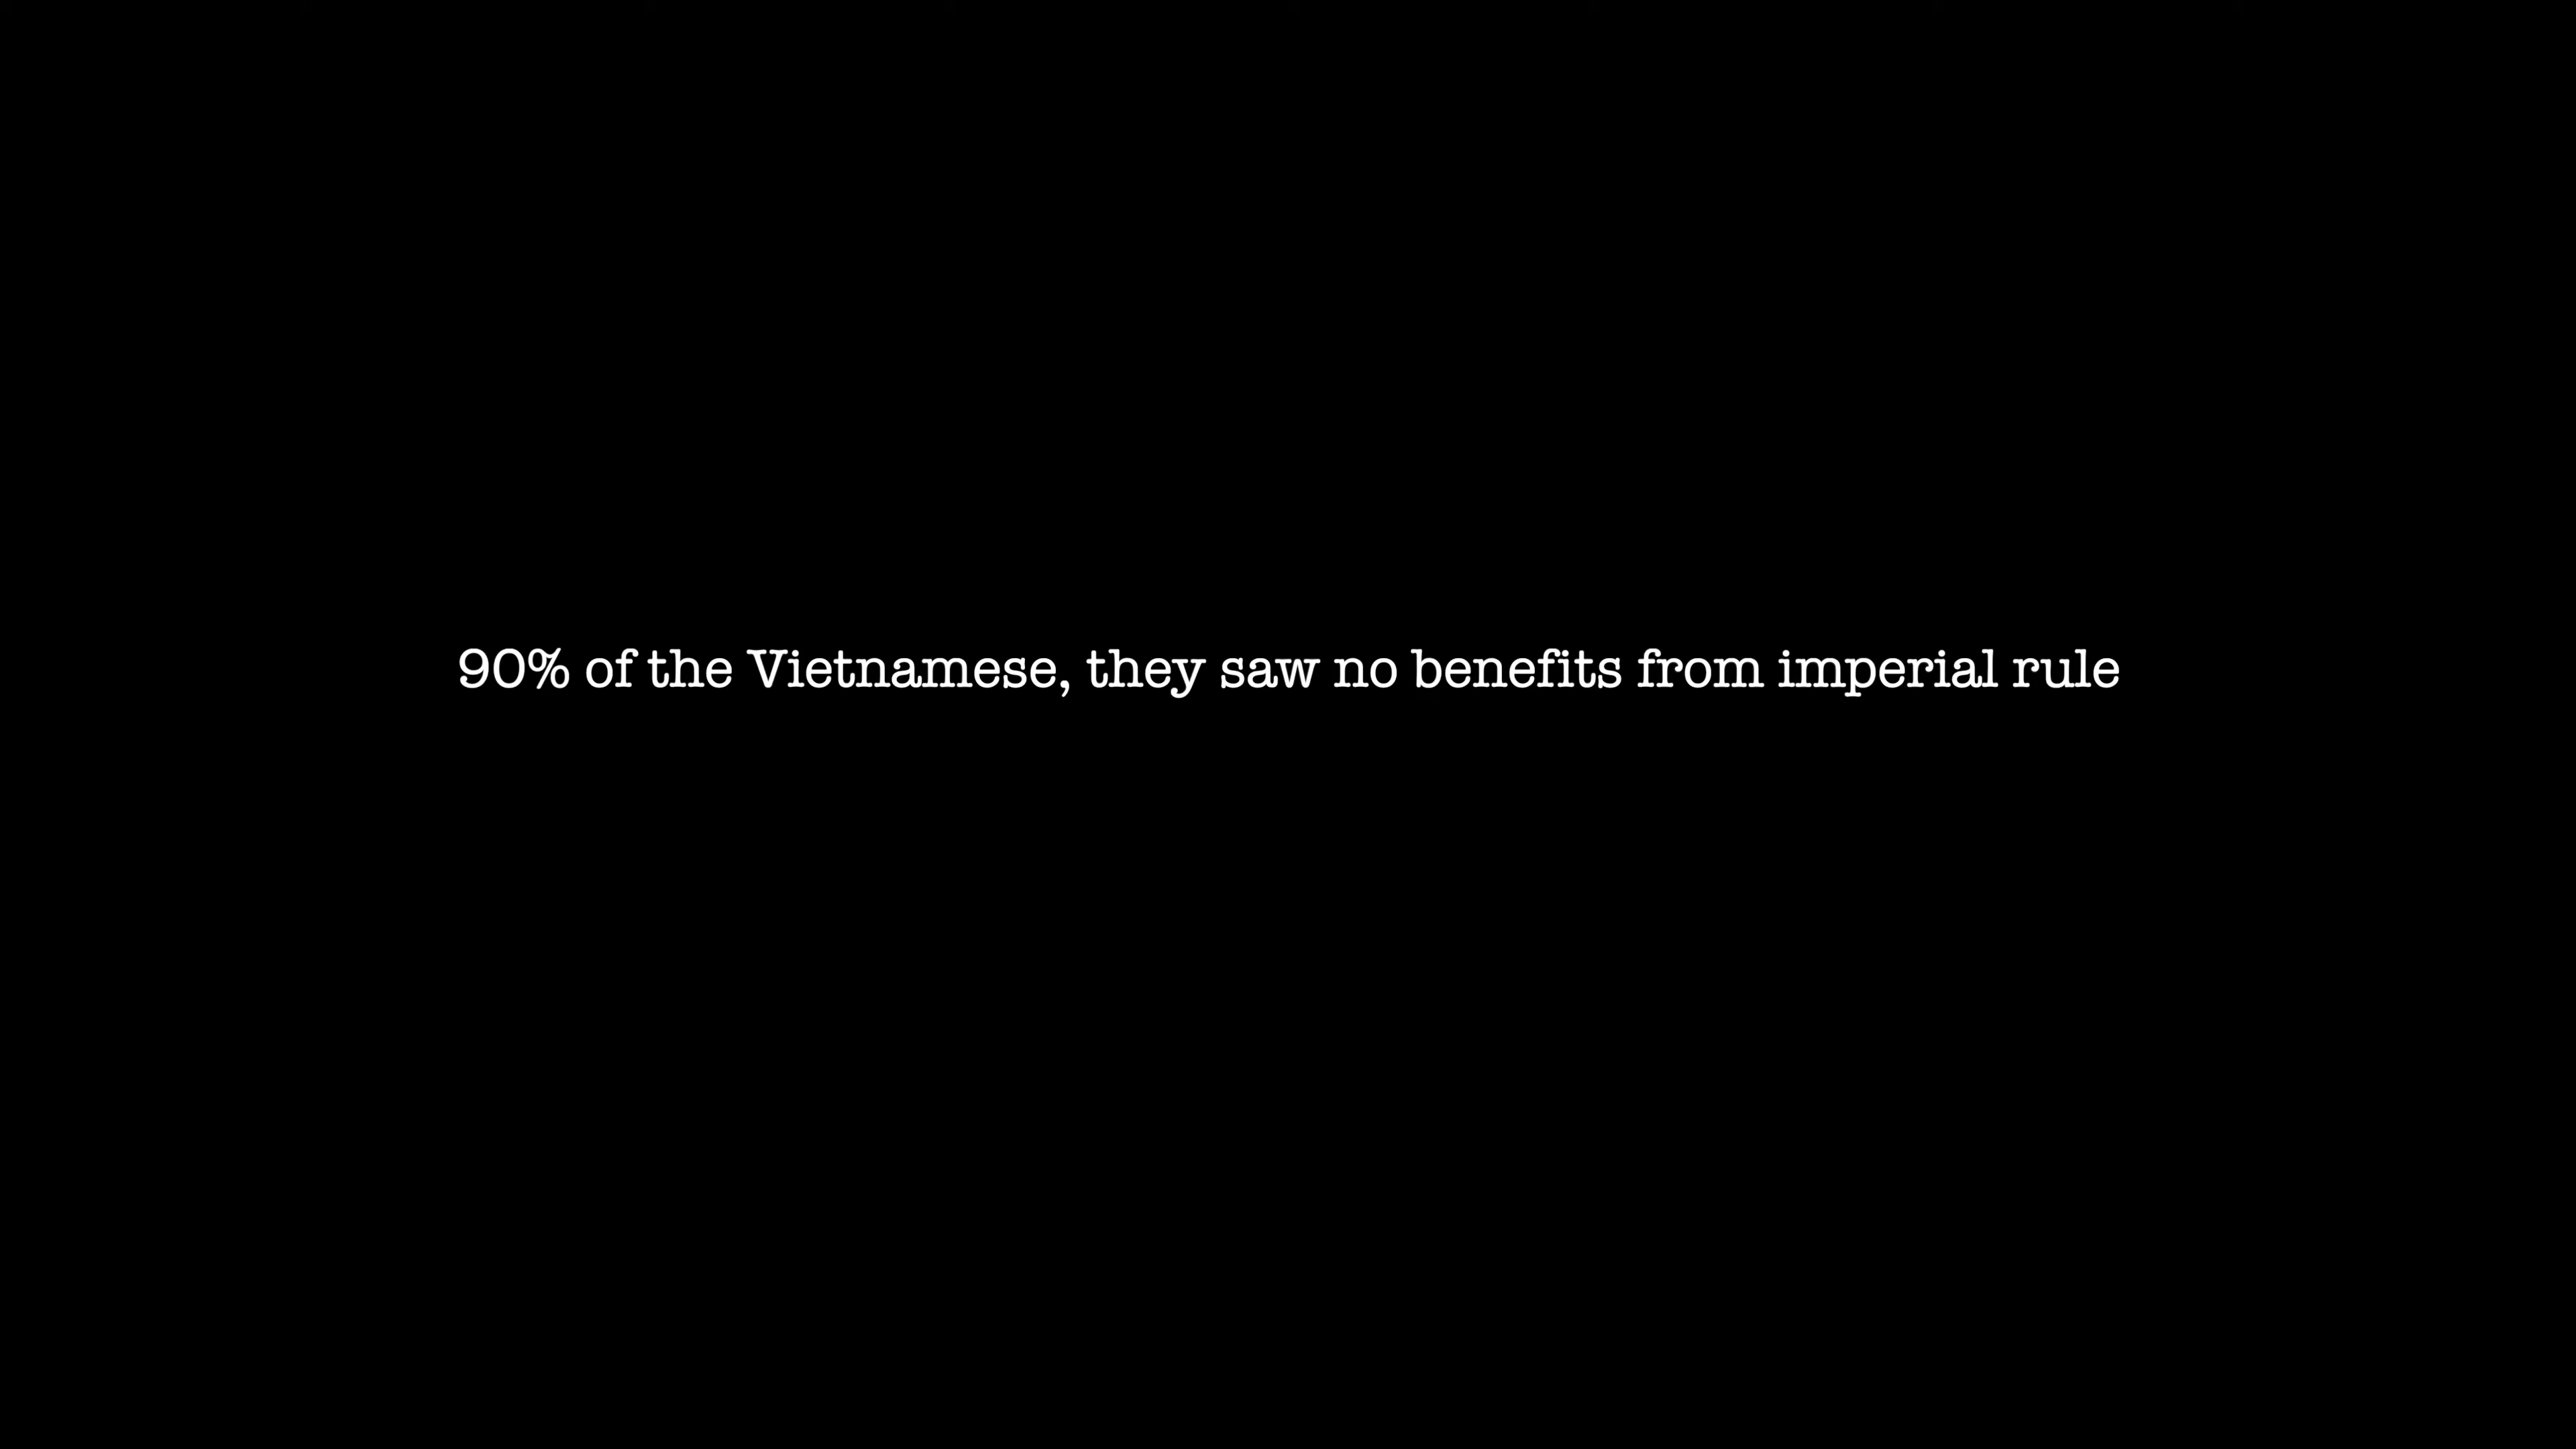 90% of the Vietnamese, they saw no benefits from imperial rule